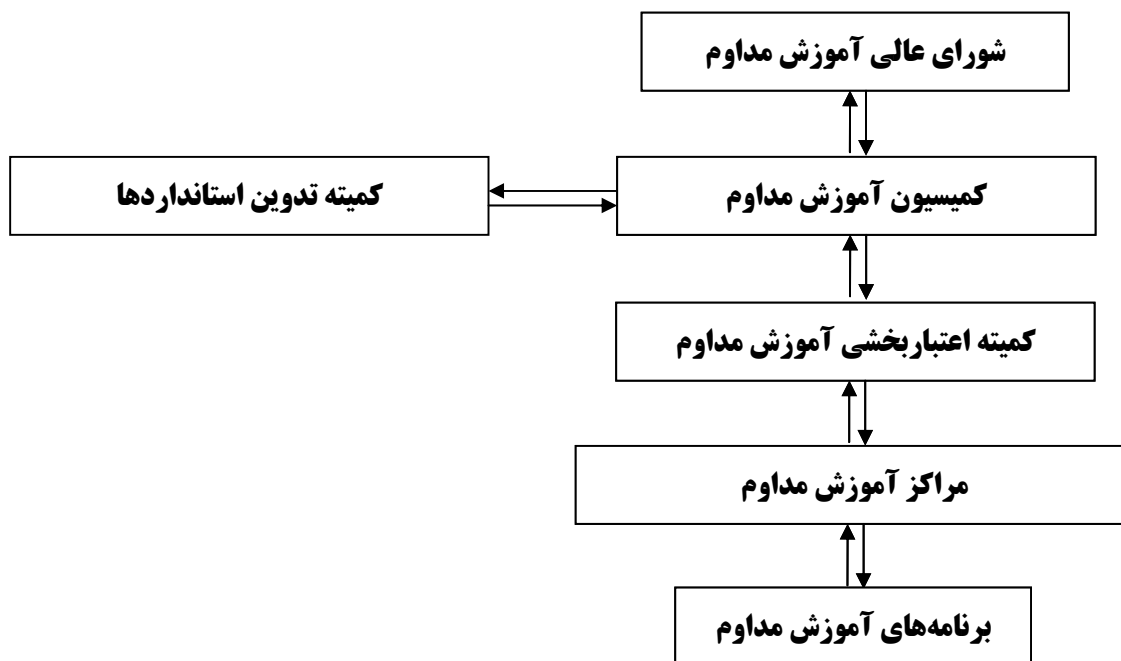 شورای عالی آموزش مداوم
کمیسیون آموزش مداوم
کمیته تدوین استانداردها
کمیته اعتباربخشی آموزش مداوم
مراکز آموزش مداوم
برنامه‌های آموزش مداوم